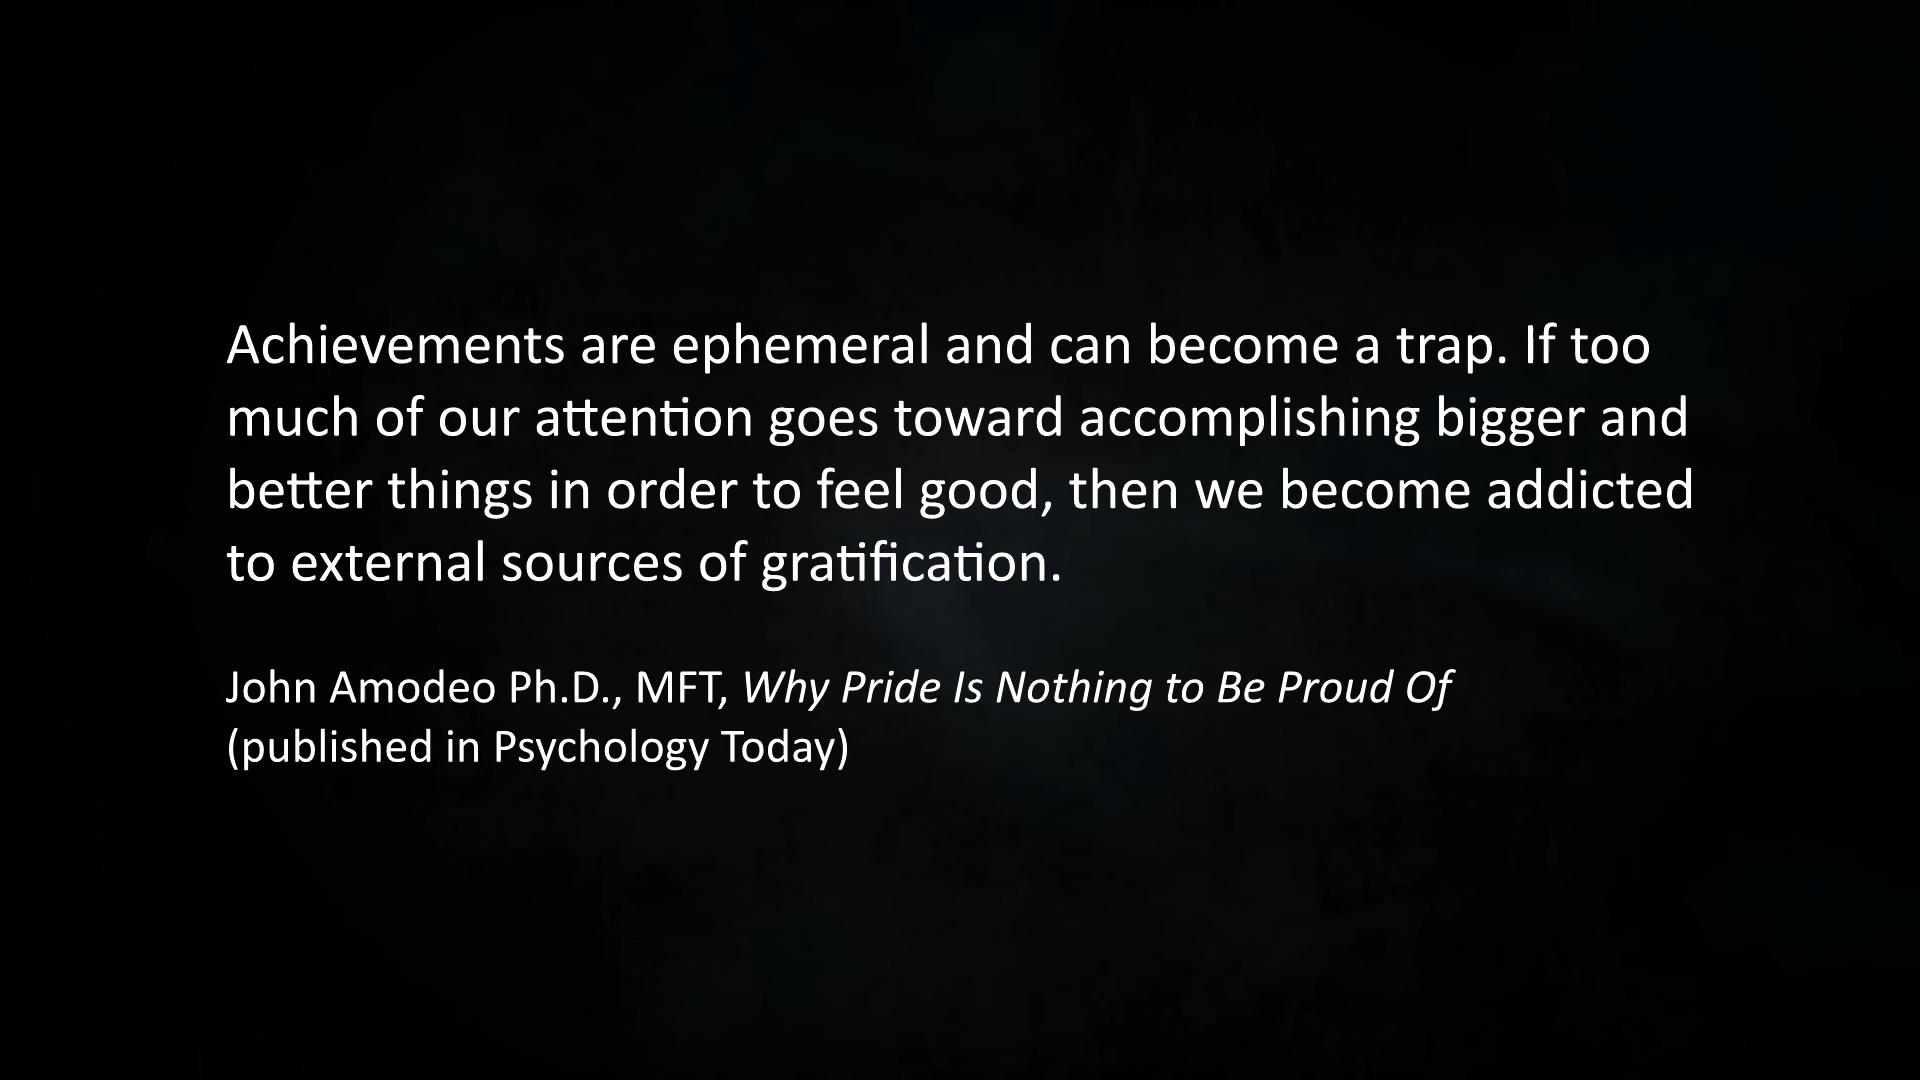 Achievements are ephemeral and can become a trap. If too
much of our attention goes toward accomplishing bigger and
better things in order to feel good, then we become addicted
to external sources of gratification.
John Amodeo Ph.D., MFT, Why Pride Is Nothing to Be Proud Of
(published in Psychology Today)